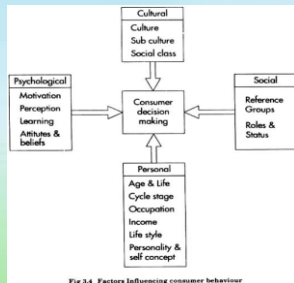 Cultural
Culture
Sub culture
Social class
Psychological
Motivation
Perception
Learning
Attitutes &
beliefs
Consumer
decision
making
Social
Reference
Groups
Roles &
Status
Personal
Age & Life
Cycle stage
Occupation
Income
Life style
Personality &
self concept
Fig 3.4 Factors Influencing consumer behaviour